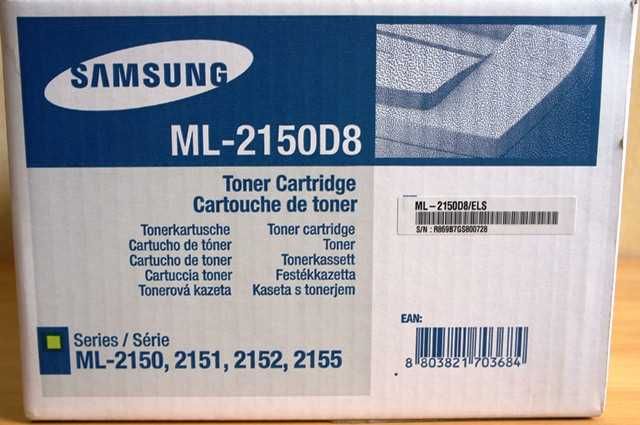 SAMSUNG
ML-2150D8
Toner Cartridge
Cartouche de toner
Tonerkartusche
Cartucho de tóner
Cartucho de toner
Cartuccia toner
Tonerová kazeta
Toner cartridge
Toner
Tonerkassett
Festékkazetta
Kaseta s tonerjem
Series / Série
ML-2150, 2151, 2152, 2155
ML-2150D8/ELS
S/N : R869B7GS800728
EAN:
8 803821 703684